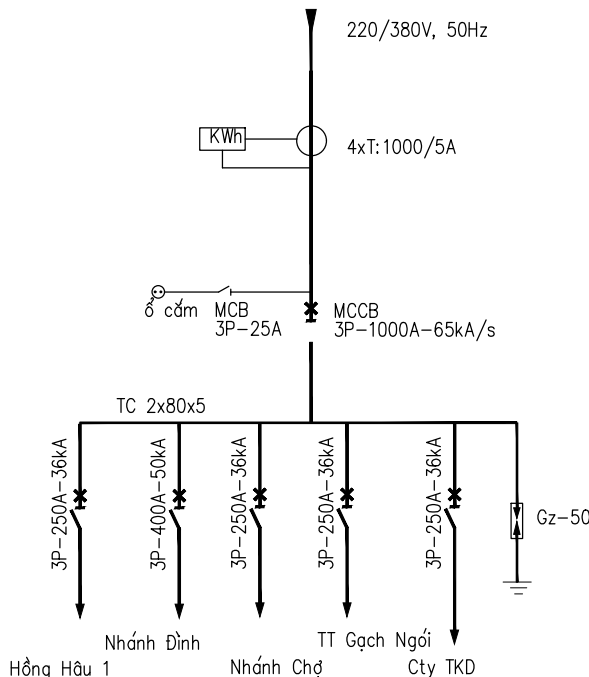 220/380V, 50Hz
KWh
4xT:1000/5A
ổ cắm
MCB
3P-25A
MCCB
3P-1000A-65kA/s
TC 2x80x5
3P-250A-36kA
3P-400A-50kA
3P-250A-36kA
3P-250A-36kA
3P-250A-36kA
Gz-50
Hồng Hậu 1
Nhánh Đình
Nhánh Chợ
TT Gạch Ngói
Cty TKD